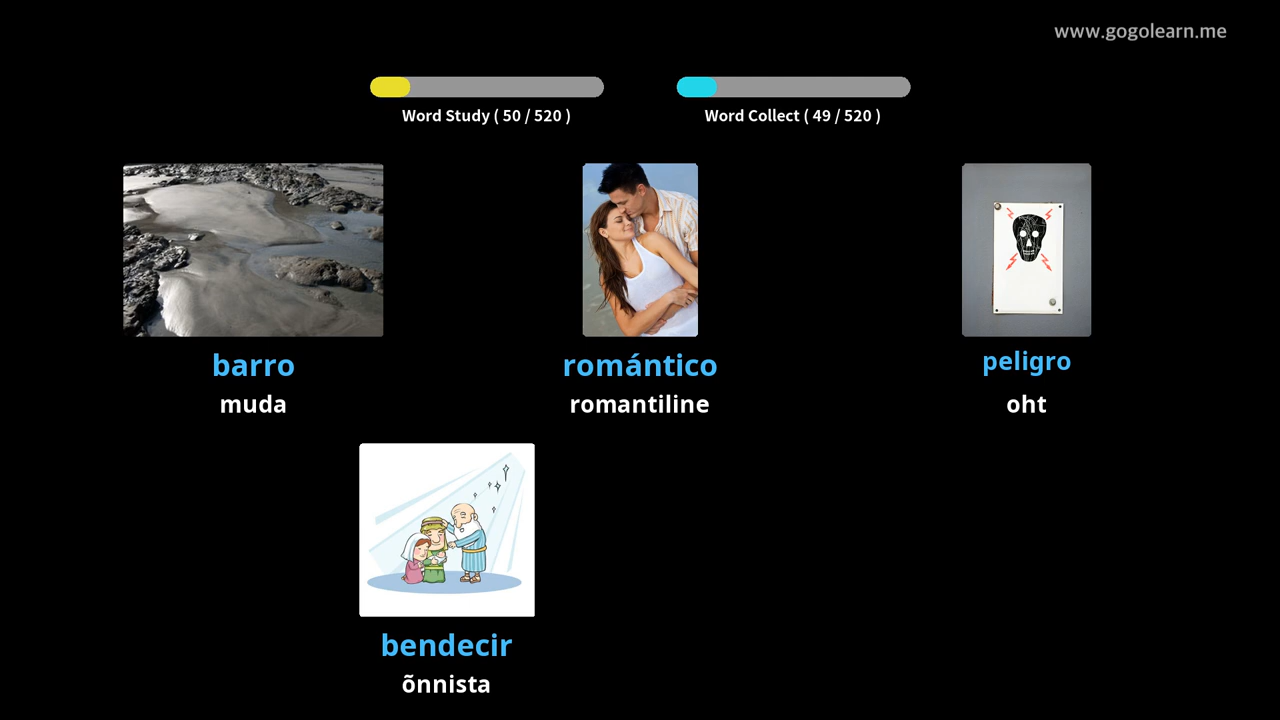 www.gogolearn.me
Word Study ( 50 / 520 )
Word Collect ( 49 / 520 )
barro
romántico
peligro
muda
romantiline
oht
bendecir
õnnista